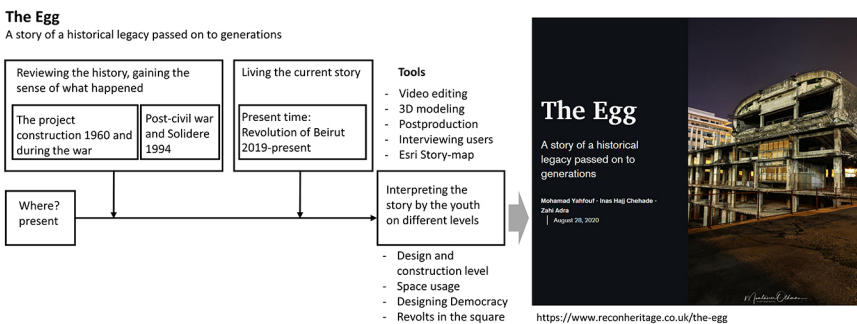 The Egg
A story of a historical legacy passed on to generations
Reviewing the history, gaining the
sense of what happened
The project
construction 1960 and
during the war
Post-civil war
and Solidere
1994
Living the current story
Present time:
Revolution of Beirut
2019-present
Tools
- Video editing
- 3D modeling
- Postproduction
- Interviewing users
- Esri Story-map
Where?
present
Interpreting the
story by the youth
on different levels
- Design and
construction level
- Space usage
- Designing Democracy
- Revolts in the square
The Egg
A story of a historical
legacy passed on to
generations
Mohamad Yahfouf - Inas Hajj Chehade -
Zahi Adra
August 28, 2020
https://www.reconheritage.co.uk/the-egg